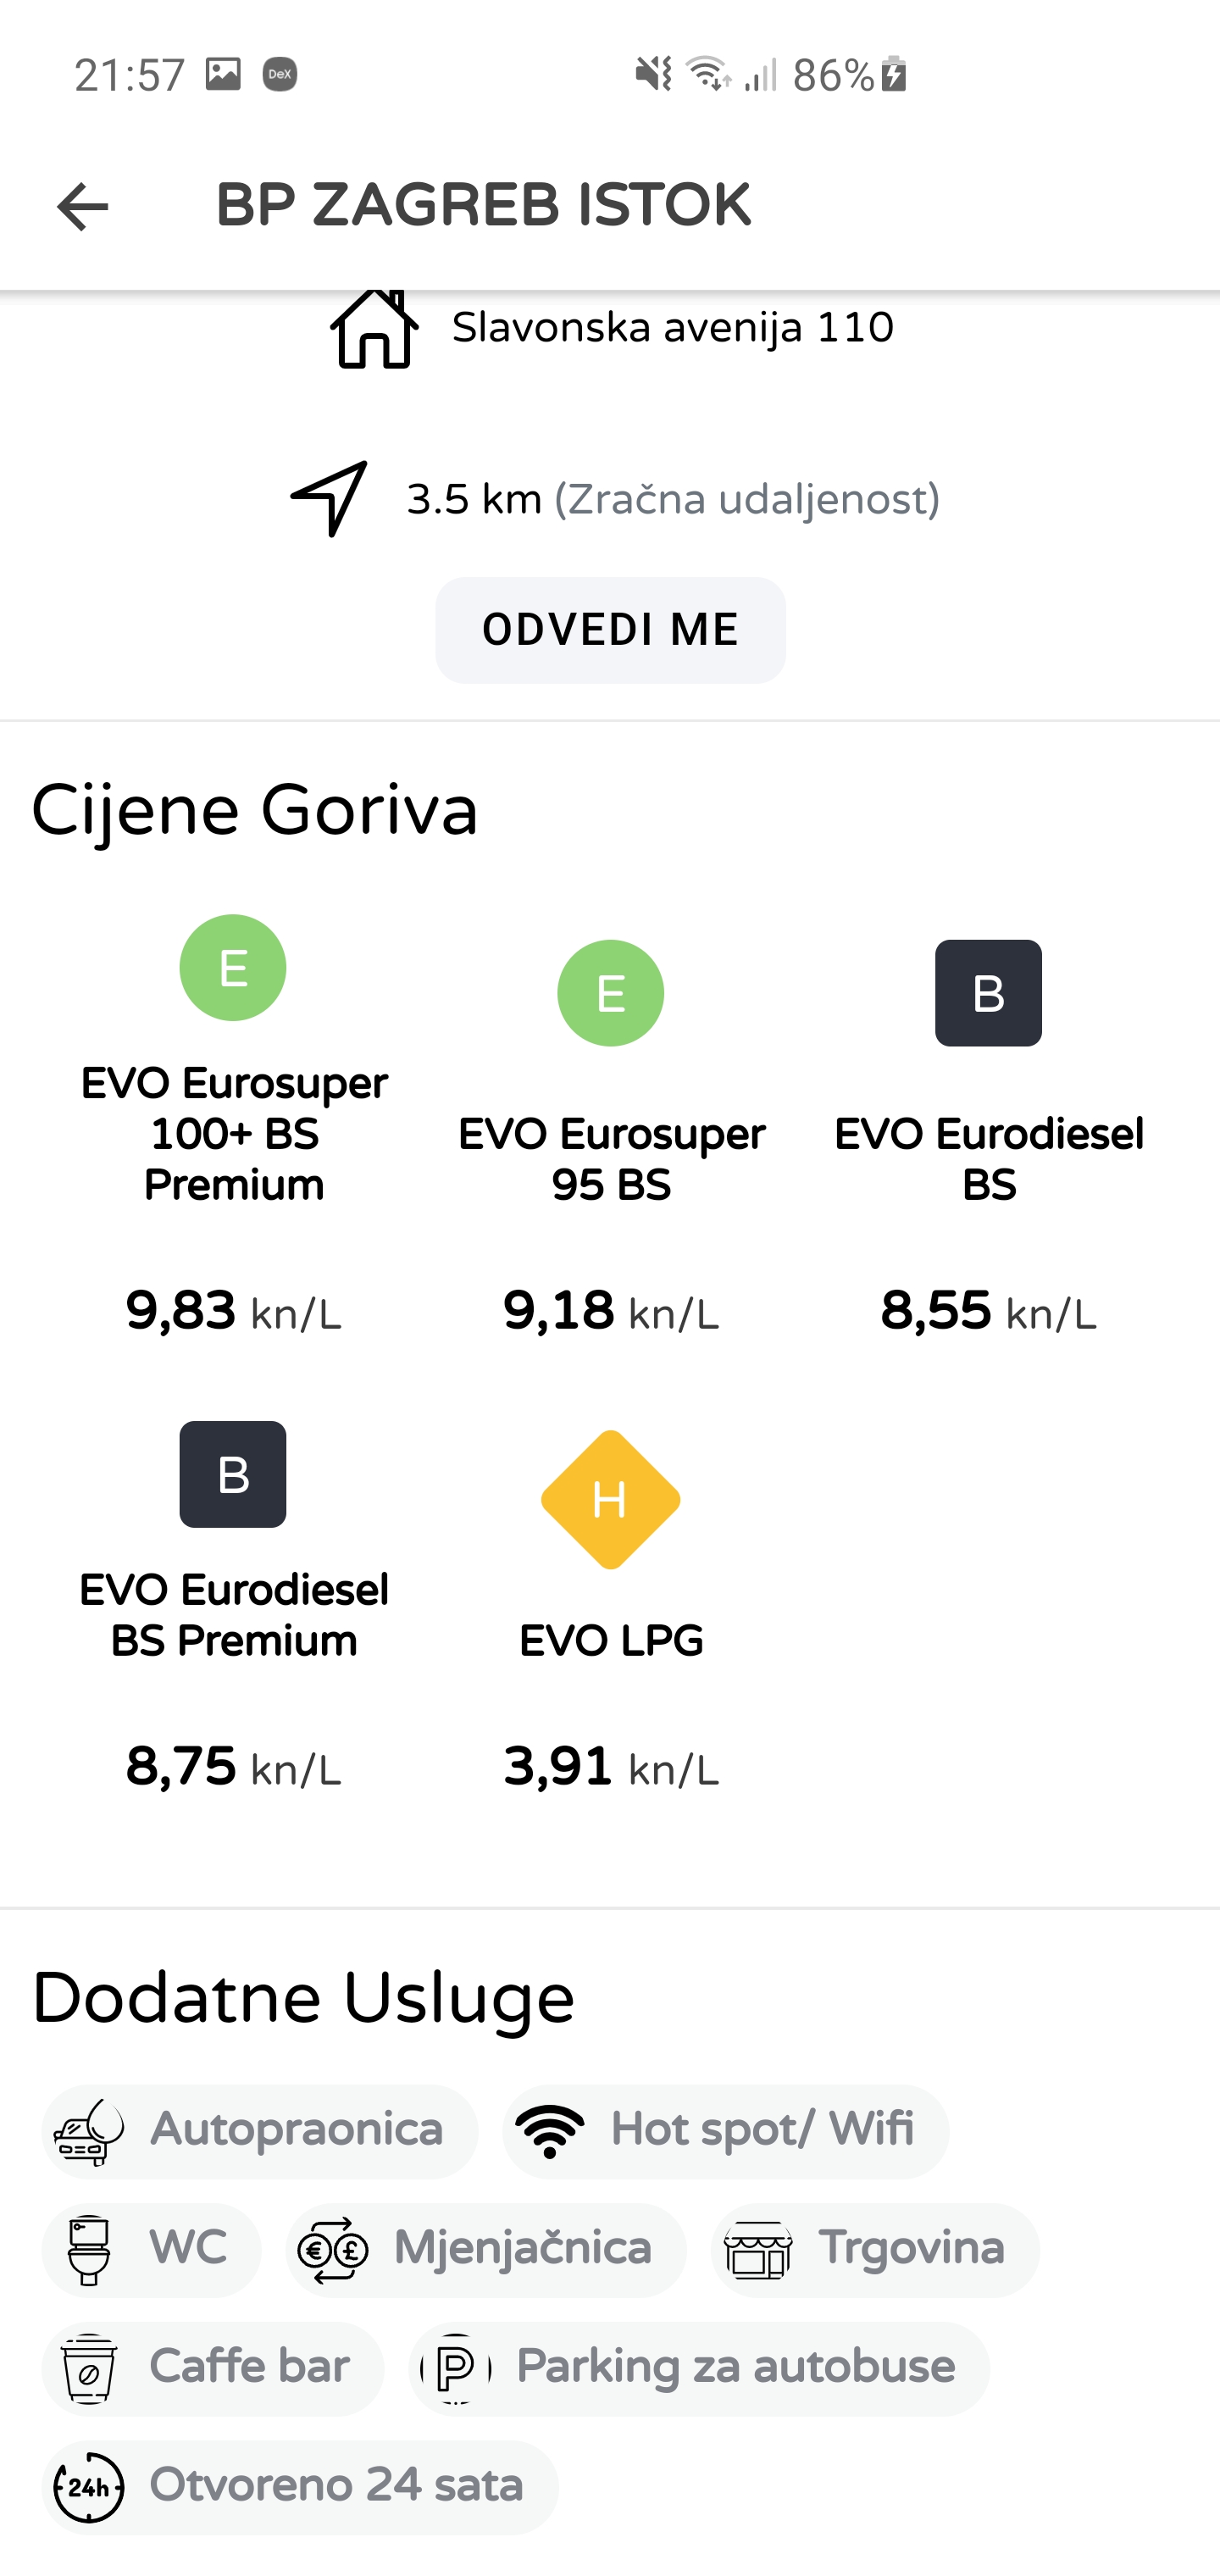 21:57 DeX 86%
BP ZAGREB ISTOK
Slavonska avenija 110
3.5 km (Zračna udaljenost)
ODVEDI ME
Cijene Goriva
E
EVO Eurosuper
100+ BS
Premium
9,83 kn/L
E
EVO Eurosuper
95 BS
9,18 kn/L
B
EVO Eurodiesel
BS
8,55 kn/L
B
EVO Eurodiesel
BS Premium
8,75 kn/L
H
EVO LPG
3,91 kn/L
Dodatne Usluge
Autopraonica
Hot spot/ Wifi
WC
€ £ Mjenjačnica
Trgovina
Caffe bar
P Parking za autobuse
24h Otvoreno 24 sata